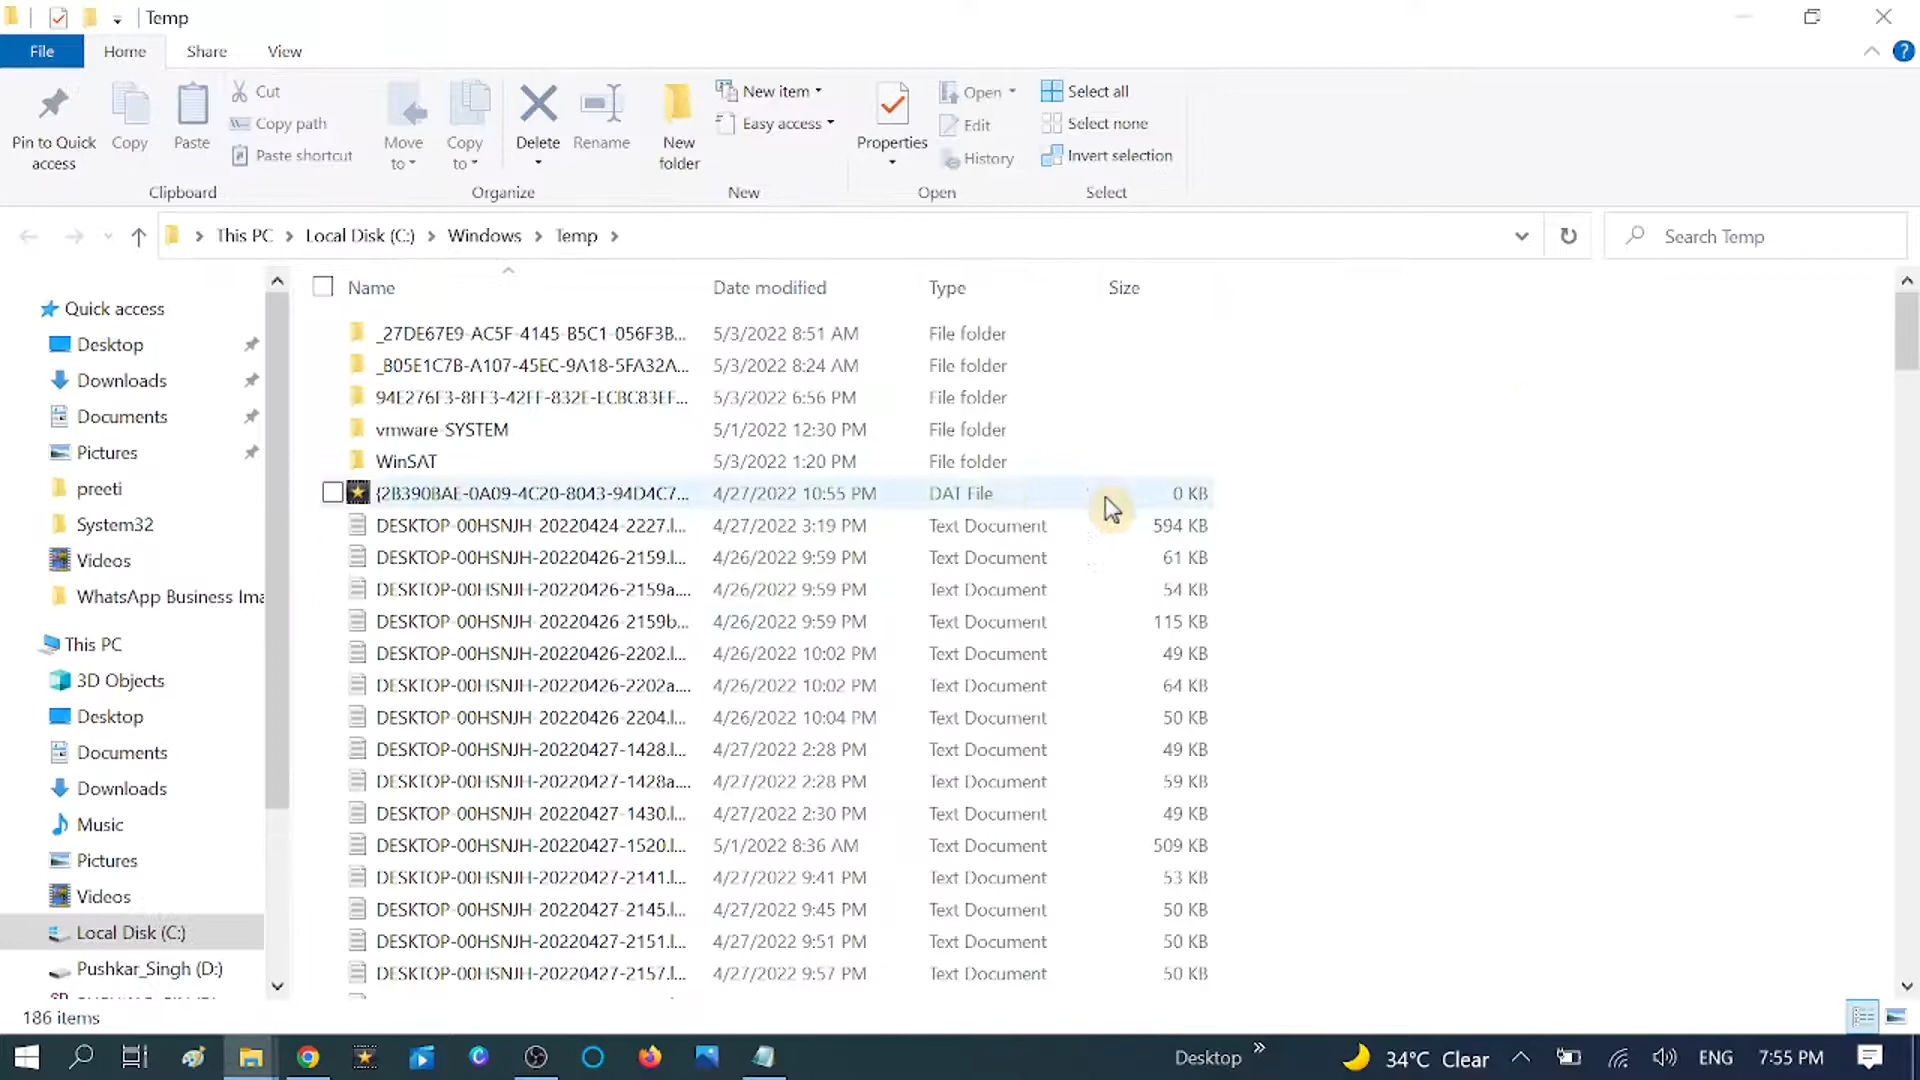 Temp
File Home Share View
Pin to Quick access
Copy
Paste
Cut
Copy path
Paste shortcut
Clipboard
Move to
Copy to
Delete
Rename
Organize
New folder
New item
Easy access
New
Properties
Open
Edit
History
Open
Select all
Select none
Invert selection
Select
This PC > Local Disk (C:) > Windows > Temp >
Search Temp
Quick access
Desktop
Downloads
Documents
Pictures
preeti
System32
Videos
WhatsApp Business Ima
This PC
3D Objects
Desktop
Documents
Downloads
Music
Pictures
Videos
Local Disk (C:)
Pushkar_Singh (D:)
Name Date modified Type Size
_27DE67E9-AC5F-4145-B5C1-056F3B... 5/3/2022 8:51 AM File folder
_B05E1C7B-A107-45EC-9A18-5FA32A... 5/3/2022 8:24 AM File folder
94E276F3-8FF3-42FF-832E-ECBC83EF... 5/3/2022 6:56 PM File folder
vmware-SYSTEM 5/1/2022 12:30 PM File folder
WinSAT 5/3/2022 1:20 PM File folder
{2B390BAE-0A09-4C20-8043-94D4C7... 4/27/2022 10:55 PM DAT File 0 KB
DESKTOP-00HSNJH-20220424-2227.l... 4/27/2022 3:19 PM Text Document 594 KB
DESKTOP-00HSNJH-20220426-2159.l... 4/26/2022 9:59 PM Text Document 61 KB
DESKTOP-00HSNJH-20220426-2159a.... 4/26/2022 9:59 PM Text Document 54 KB
DESKTOP-00HSNJH-20220426-2159b... 4/26/2022 9:59 PM Text Document 115 KB
DESKTOP-00HSNJH-20220426-2202.l... 4/26/2022 10:02 PM Text Document 49 KB
DESKTOP-00HSNJH-20220426-2202a.... 4/26/2022 10:02 PM Text Document 64 KB
DESKTOP-00HSNJH-20220426-2204.l... 4/26/2022 10:04 PM Text Document 50 KB
DESKTOP-00HSNJH-20220427-1428.l... 4/27/2022 2:28 PM Text Document 49 KB
DESKTOP-00HSNJH-20220427-1428a.... 4/27/2022 2:28 PM Text Document 59 KB
DESKTOP-00HSNJH-20220427-1430.l... 4/27/2022 2:30 PM Text Document 49 KB
DESKTOP-00HSNJH-20220427-1520.l... 5/1/2022 8:36 AM Text Document 509 KB
DESKTOP-00HSNJH-20220427-2141.l... 4/27/2022 9:41 PM Text Document 53 KB
DESKTOP-00HSNJH-20220427-2145.l... 4/27/2022 9:45 PM Text Document 50 KB
DESKTOP-00HSNJH-20220427-2151.l... 4/27/2022 9:51 PM Text Document 50 KB
DESKTOP-00HSNJH-20220427-2157.l... 4/27/2022 9:57 PM Text Document 50 KB
186 items
Desktop » 34°C Clear ENG 7:55 PM